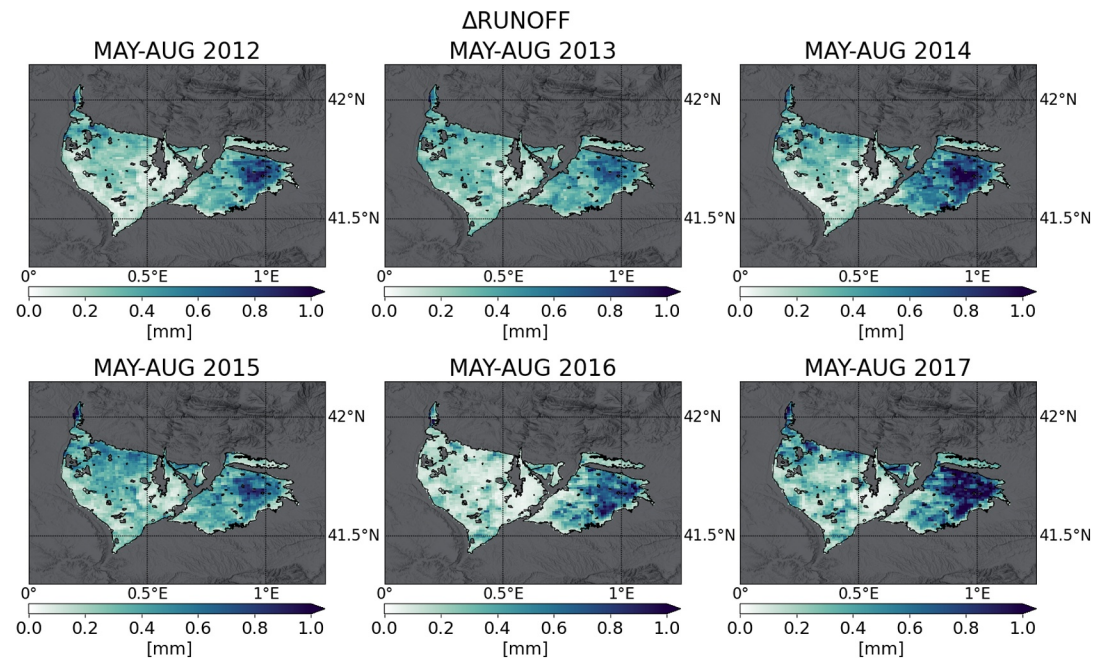 ΔRUNOFF
MAY-AUG 2012 MAY-AUG 2013 MAY-AUG 2014
42°N 42°N 42°N
41.5°N 41.5°N 41.5°N
0° 0.5°E 1°E 0° 0.5°E 1°E 0° 0.5°E 1°E
0.0 0.2 0.4 0.6 0.8 1.0 0.0 0.2 0.4 0.6 0.8 1.0 0.0 0.2 0.4 0.6 0.8 1.0
[mm] [mm] [mm]
MAY-AUG 2015 MAY-AUG 2016 MAY-AUG 2017
42°N 42°N 42°N
41.5°N 41.5°N 41.5°N
0° 0.5°E 1°E 0° 0.5°E 1°E 0° 0.5°E 1°E
0.0 0.2 0.4 0.6 0.8 1.0 0.0 0.2 0.4 0.6 0.8 1.0 0.0 0.2 0.4 0.6 0.8 1.0
[mm] [mm] [mm]